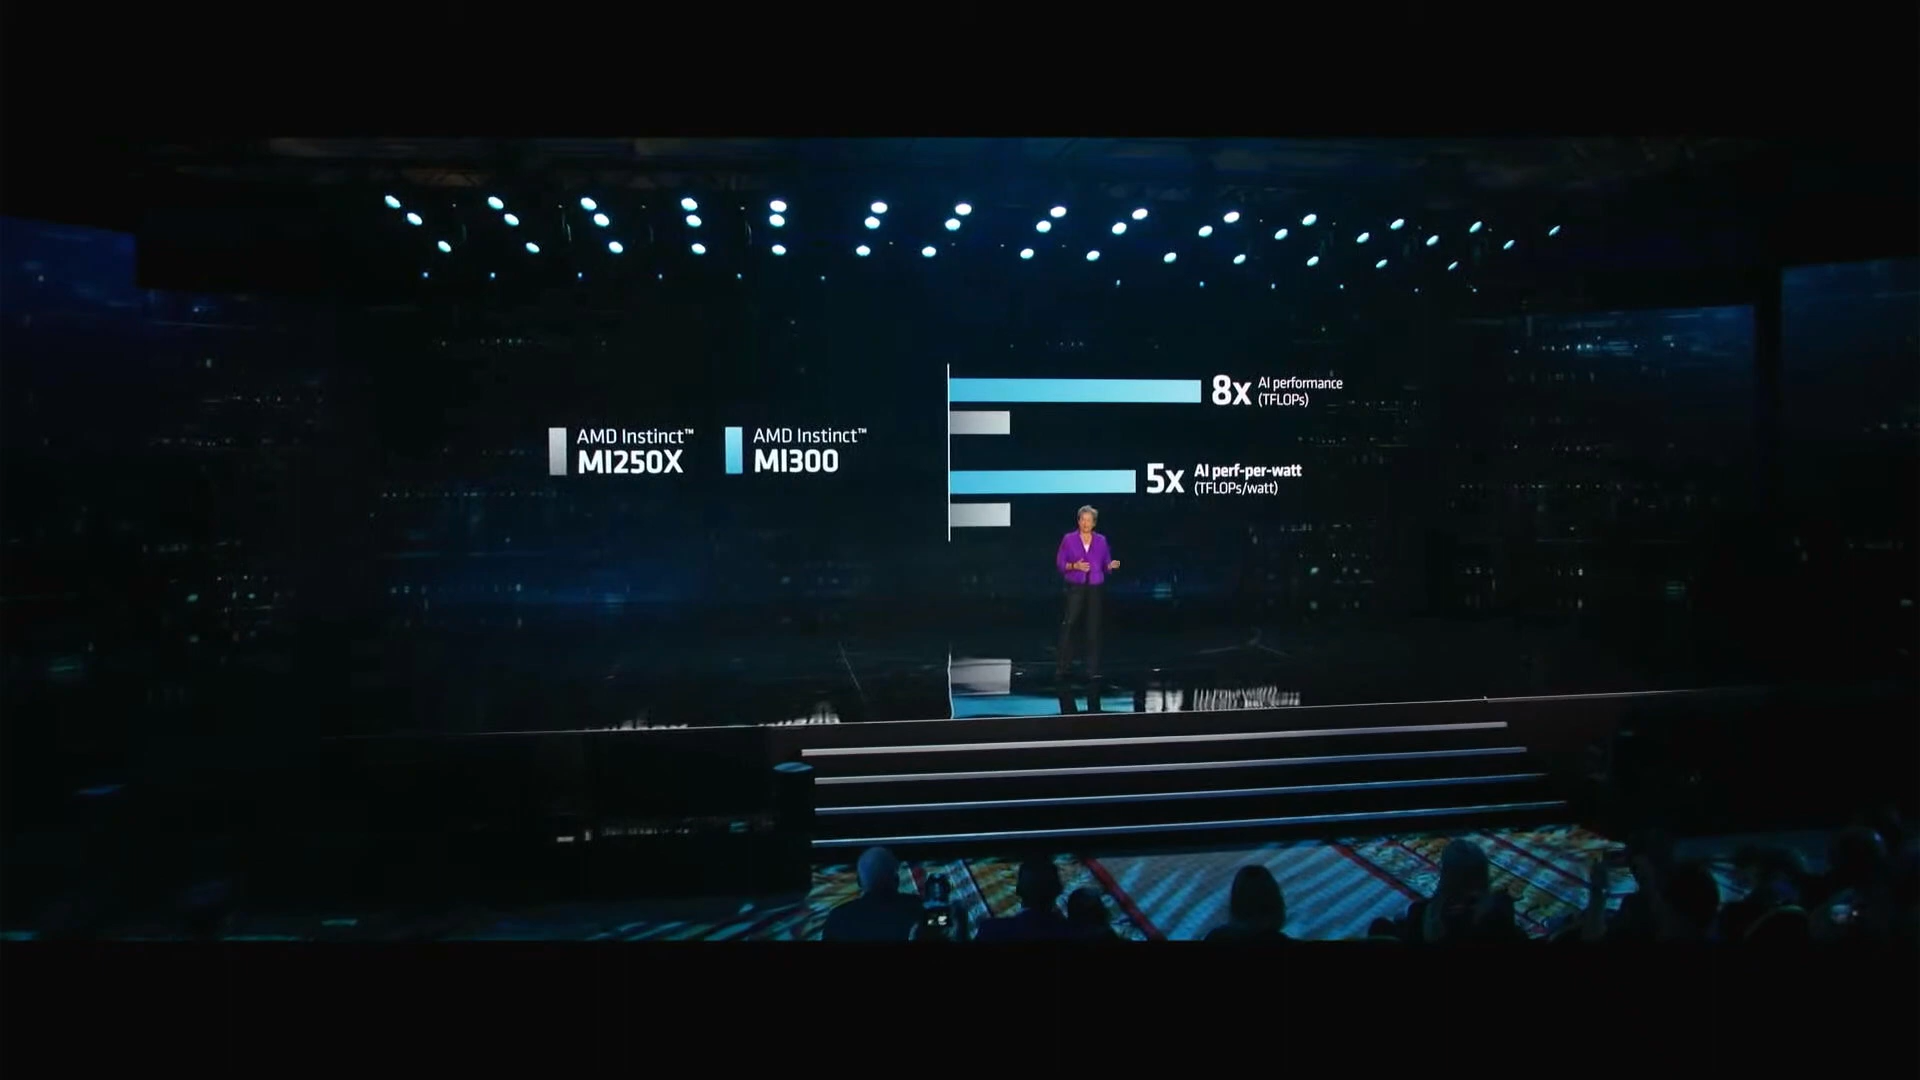 AMD Instinct™
MI250X
AMD Instinct™
MI300
8x
AI performance
(TFLOPs)
5x
AI perf-per-watt
(TFLOPs/watt)